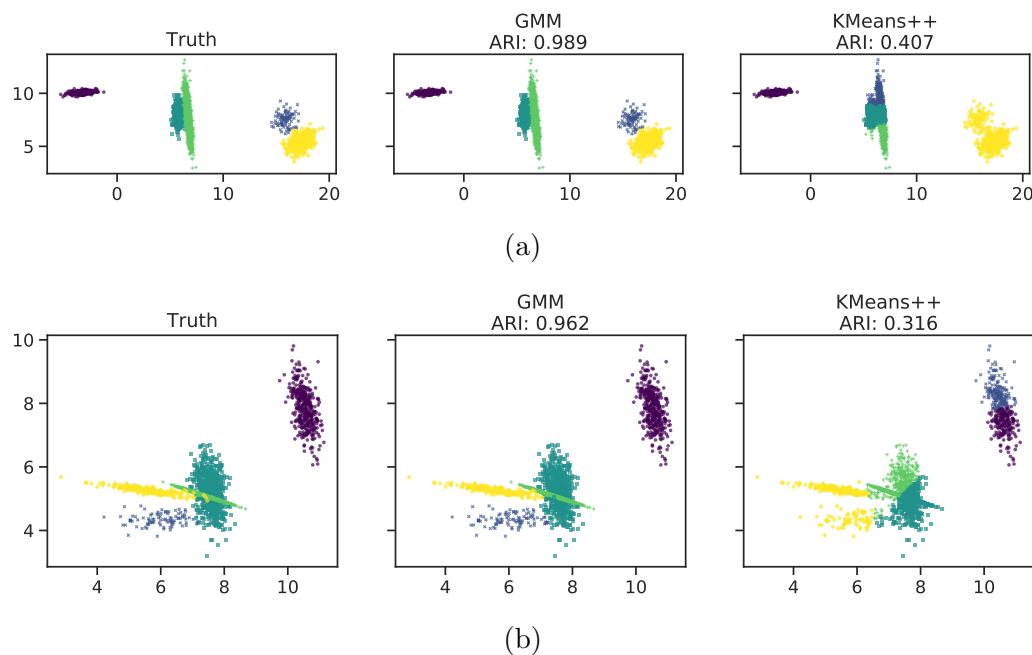 Truth
GMM
ARI: 0.989
KMeans++
ARI: 0.407
10
5
0 10 20
0 10 20
0 10 20
(a)
Truth
GMM
ARI: 0.962
KMeans++
ARI: 0.316
10
8
6
4
4 6 8 10
4 6 8 10
4 6 8 10
(b)